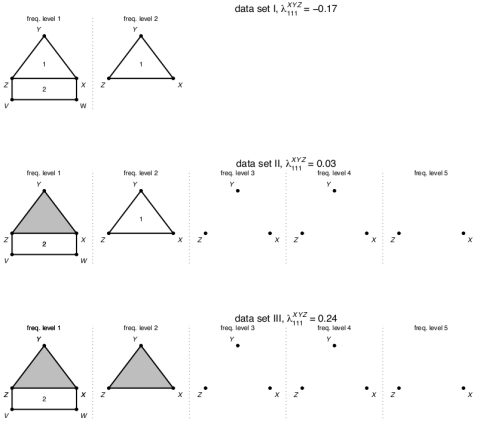 data set I, λ^{XYZ}_{111} = −0.17
freq. level 1 freq. level 2
Y Y
1 1
Z X Z X
2
V W
data set II, λ^{XYZ}_{111} = 0.03
freq. level 1 freq. level 2 freq. level 3 freq. level 4 freq. level 5
Y Y Y Y
1
Z X Z X Z X Z X Z X
2
V W
data set III, λ^{XYZ}_{111} = 0.24
freq. level 1 freq. level 2 freq. level 3 freq. level 4 freq. level 5
Y Y Y Y
Z X Z X Z X Z X Z X
2
V W